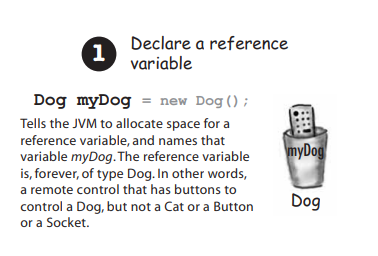 1 Declare a reference
variable
Dog myDog = new Dog();
Tells the JVM to allocate space for a
reference variable, and names that
variable myDog. The reference variable
is, forever, of type Dog. In other words,
a remote control that has buttons to
control a Dog, but not a Cat or a Button
or a Socket.
myDog
Dog